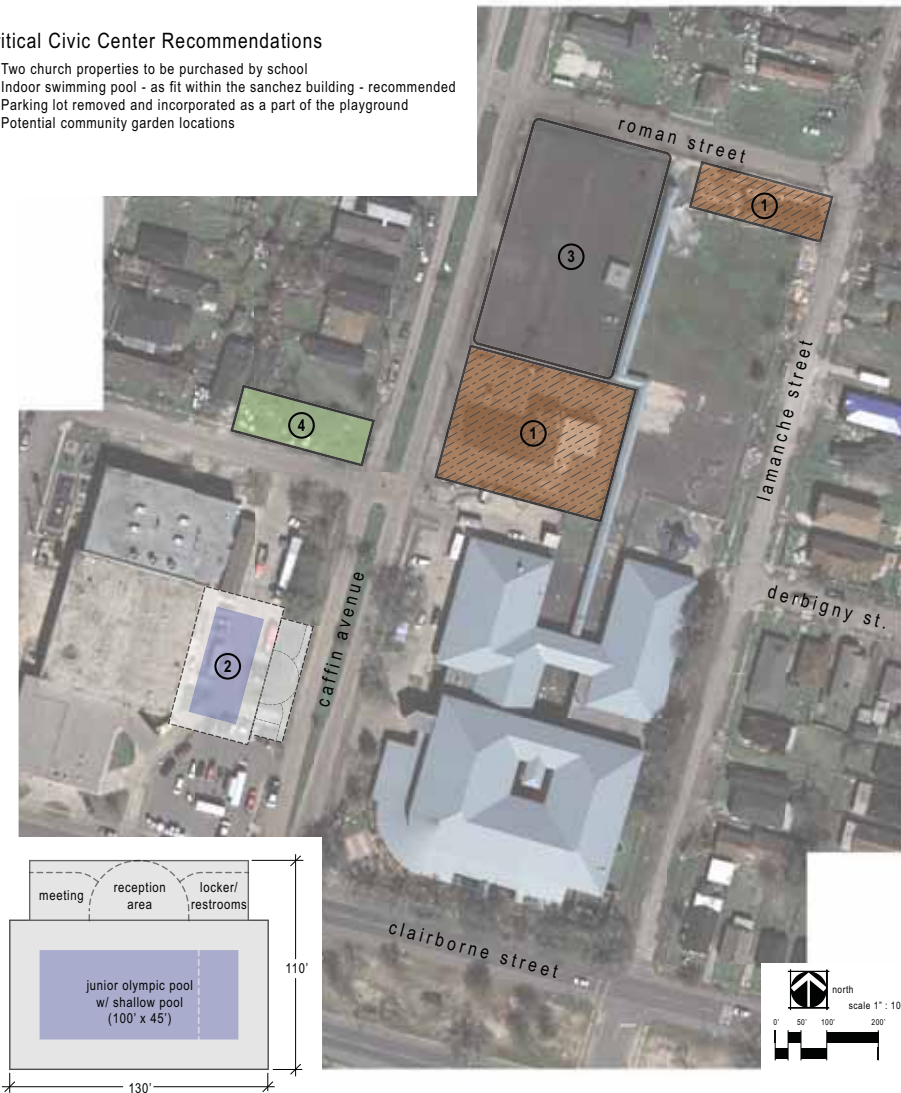 itical Civic Center Recommendations
Two church properties to be purchased by school
Indoor swimming pool - as fit within the sanchez building - recommended
Parking lot removed and incorporated as a part of the playground
Potential community garden locations
roman street
1
3
lamanche street
4
1
derbigny st.
caffin avenue
2
clairborne street
meeting
reception
area
locker/
restrooms
junior olympic pool
w/ shallow pool
(100' x 45')
110'
130'
north
scale 1" : 10
0' 50' 100' 200'